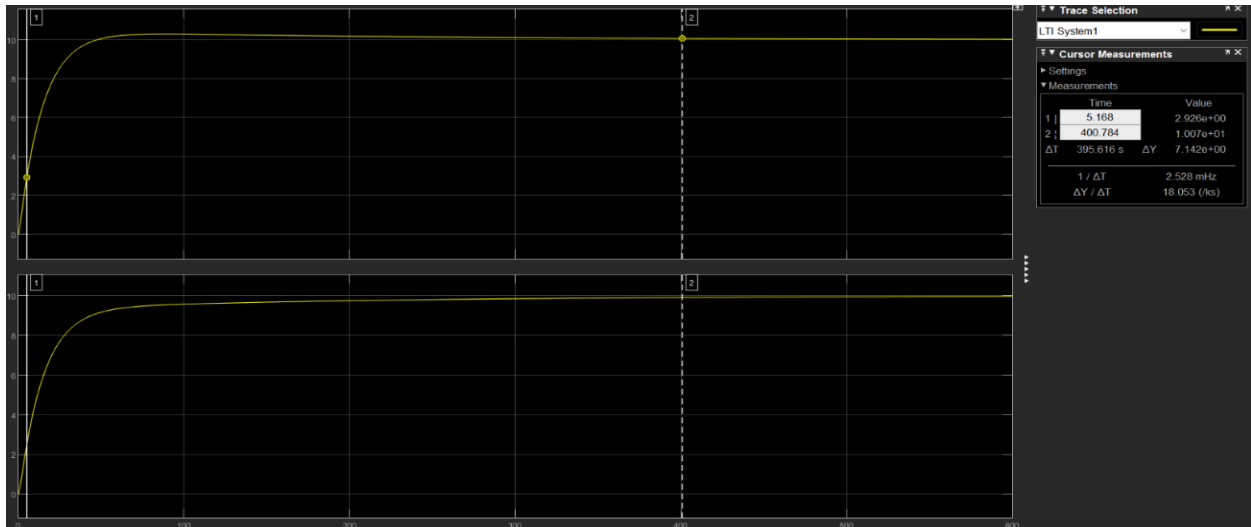 1
2
10
8
6
4
2
0
1
2
10
8
6
4
2
0
0
100
200
300
400
500
600
Trace Selection
LTI System1
Cursor Measurements
Settings
Measurements
Time Value
1 | 5.168 2.926e+00
2 ¦ 400.784 1.007e+01
ΔT 395.616 s ΔY 7.142e+00
1 / ΔT 2.528 mHz
ΔY / ΔT 18.053 (/ks)